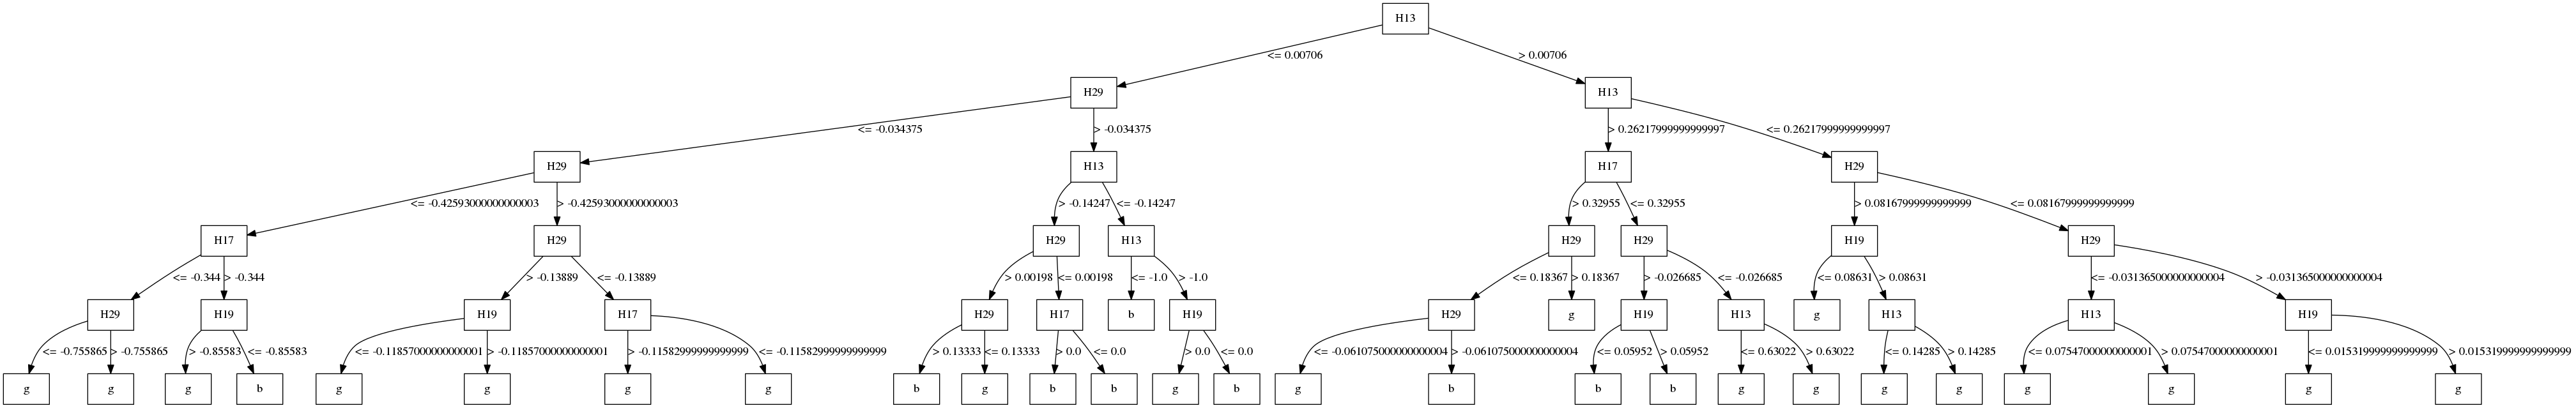 H13
<= 0.00706
> 0.00706
H29
H13
<= -0.034375
> -0.034375
> 0.26217999999999997
<= 0.26217999999999997
H29
H13
H17
H29
<= -0.42593000000000003
> -0.42593000000000003
> -0.14247
<= -0.14247
> 0.32955
<= 0.32955
> 0.08167999999999999
<= 0.08167999999999999
H17
H29
H29
H13
H29
H29
H19
H29
<= -0.344
> -0.344
> -0.13889
<= -0.13889
> 0.00198
<= 0.00198
<= -1.0
> -1.0
<= 0.18367
> 0.18367
> -0.026685
<= -0.026685
<= 0.08631
> 0.08631
<= -0.031365000000000004
> -0.031365000000000004
H29
H19
H19
H17
H29
H17
b
H19
H29
g
H19
H13
g
H13
H13
H19
<= -0.755865
> -0.755865
> -0.85583
<= -0.85583
<= -0.11857000000000001
> -0.11857000000000001
> -0.11582999999999999
<= -0.11582999999999999
> 0.13333
<= 0.13333
> 0.0
<= 0.0
> 0.0
<= 0.0
<= -0.061075000000000004
> -0.061075000000000004
<= 0.05952
> 0.05952
<= 0.63022
> 0.63022
<= 0.14285
> 0.14285
<= 0.07547000000000001
> 0.07547000000000001
<= 0.015319999999999999
> 0.015319999999999999
g
g
g
b
g
g
g
g
b
g
b
b
g
b
g
b
b
b
g
g
g
g
g
g
g
g